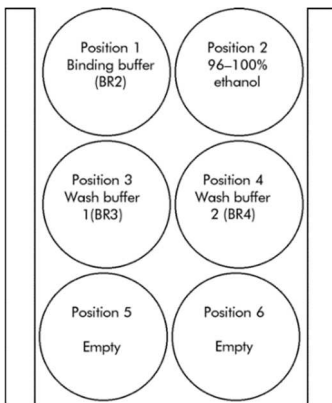 Position 1
Binding buffer
(BR2)
Position 2
96–100%
ethanol
Position 3
Wash buffer
1(BR3)
Position 4
Wash buffer
2 (BR4)
Position 5
Empty
Position 6
Empty